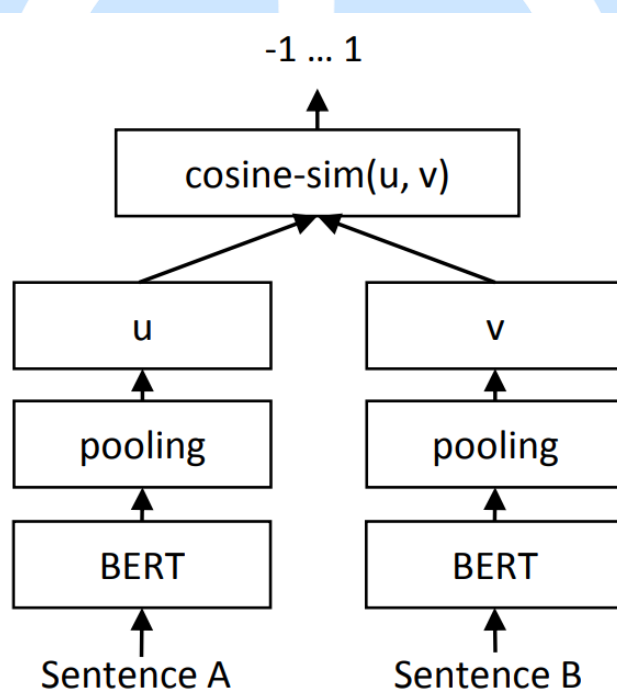 -1 ... 1
cosine-sim(u, v)
u
v
pooling
pooling
BERT
BERT
Sentence A
Sentence B